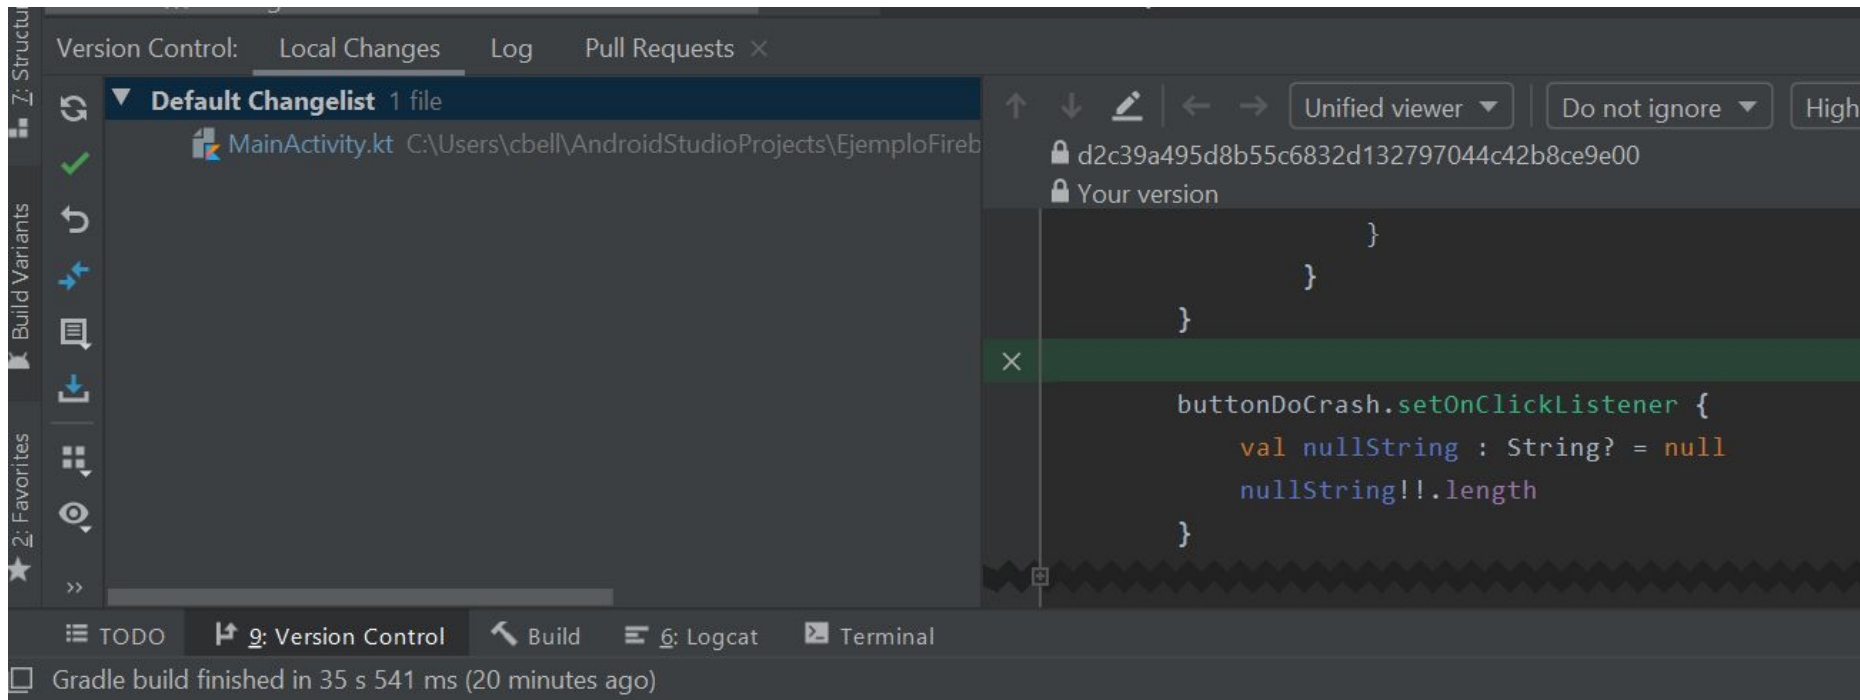 Version Control: Local Changes Log Pull Requests
Default Changelist 1 file
MainActivity.kt C:\Users\cbell\AndroidStudioProjects\EjemploFireb
Unified viewer Do not ignore High
d2c39a495d8b55c6832d132797044c42b8ce9e00
Your version
}
}
}
buttonDoCrash.setOnClickListener {
val nullString : String? = null
nullString!!.length
}
7: Structu
Build Variants
2: Favorites
TODO 9: Version Control Build 6: Logcat Terminal
Gradle build finished in 35 s 541 ms (20 minutes ago)